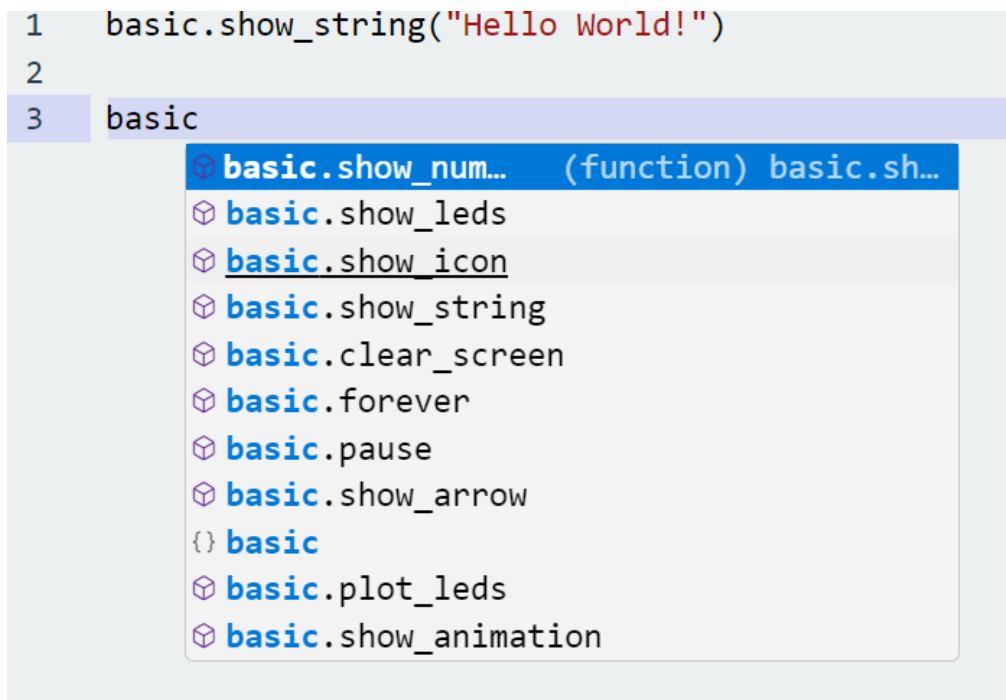 1 basic.show_string("Hello World!")
2
3 basic
basic.show_num… (function) basic.sh…
basic.show_leds
basic.show_icon
basic.show_string
basic.clear_screen
basic.forever
basic.pause
basic.show_arrow
{} basic
basic.plot_leds
basic.show_animation